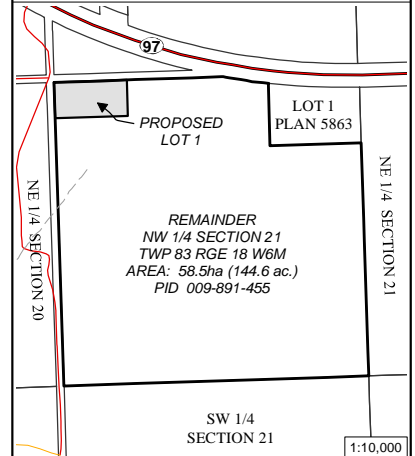 97
PROPOSED
LOT 1
LOT 1
PLAN 5863
REMAINDER
NW 1/4 SECTION 21
TWP 83 RGE 18 W6M
AREA: 58.5ha (144.6 ac.)
PID 009-891-455
NE 1/4 SECTION 20
NE 1/4 SECTION 21
SW 1/4
SECTION 21
1:10,000